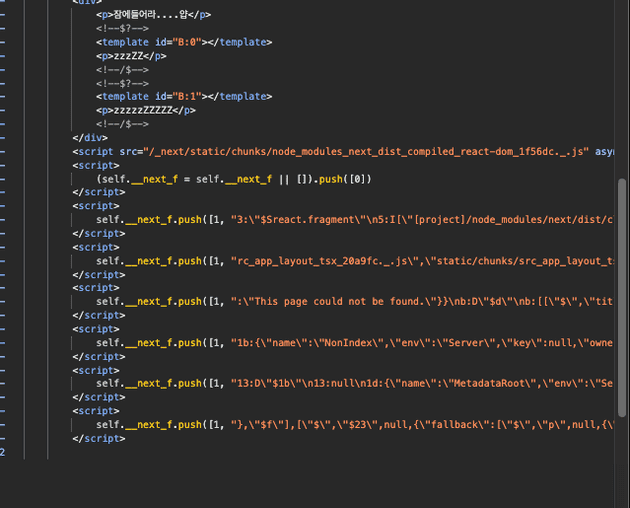 <div>
<p>잠에들어라....얍</p>
<!--$?-->
<template id="B:0"></template>
<p>zzzZZ</p>
<!--/$-->
<!--$?-->
<template id="B:1"></template>
<p>zzzzzZZZZZ</p>
<!--/$-->
</div>
<script src="/_next/static/chunks/node_modules_next_dist_compiled_react-dom_1f56dc._.js" asyn
<script>
(self.__next_f = self.__next_f || []).push([0])
</script>
<script>
self.__next_f.push([1, "3:\"$Sreact.fragment\"\n5:I[\"[project]/node_modules/next/dist/c
</script>
<script>
self.__next_f.push([1, "rc_app_layout_tsx_20a9fc._.js\",\"static/chunks/src_app_layout_ts
</script>
<script>
self.__next_f.push([1, ":\"This page could not be found.\"}}\nb:D\"$d\"\nb:[[\"$\",\"tit
</script>
<script>
self.__next_f.push([1, "1b:{\"name\":\"NonIndex\",\"env\":\"Server\",\"key\":null,\"owne
</script>
<script>
self.__next_f.push([1, "13:D\"$1b\"\n13:null\n1d:{\"name\":\"MetadataRoot\",\"env\":\"Se
</script>
<script>
self.__next_f.push([1, "},\"$f\"],[\"$\",\"$23\",null,{\"fallback\":[\"$\",\"p\",null,{\
</script>
2